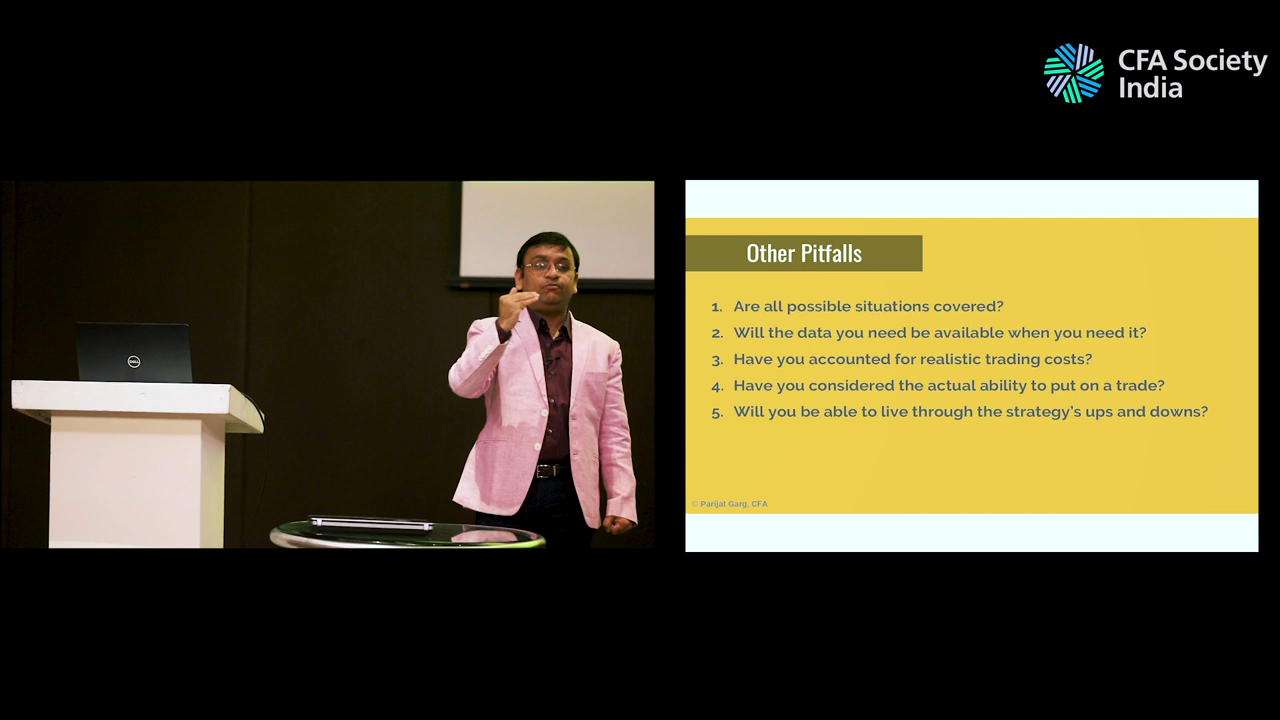 CFA Society
India
Other Pitfalls
1. Are all possible situations covered?
2. Will the data you need be available when you need it?
3. Have you accounted for realistic trading costs?
4. Have you considered the actual ability to put on a trade?
5. Will you be able to live through the strategy's ups and downs?
© Parijat Garg, CFA
DELL